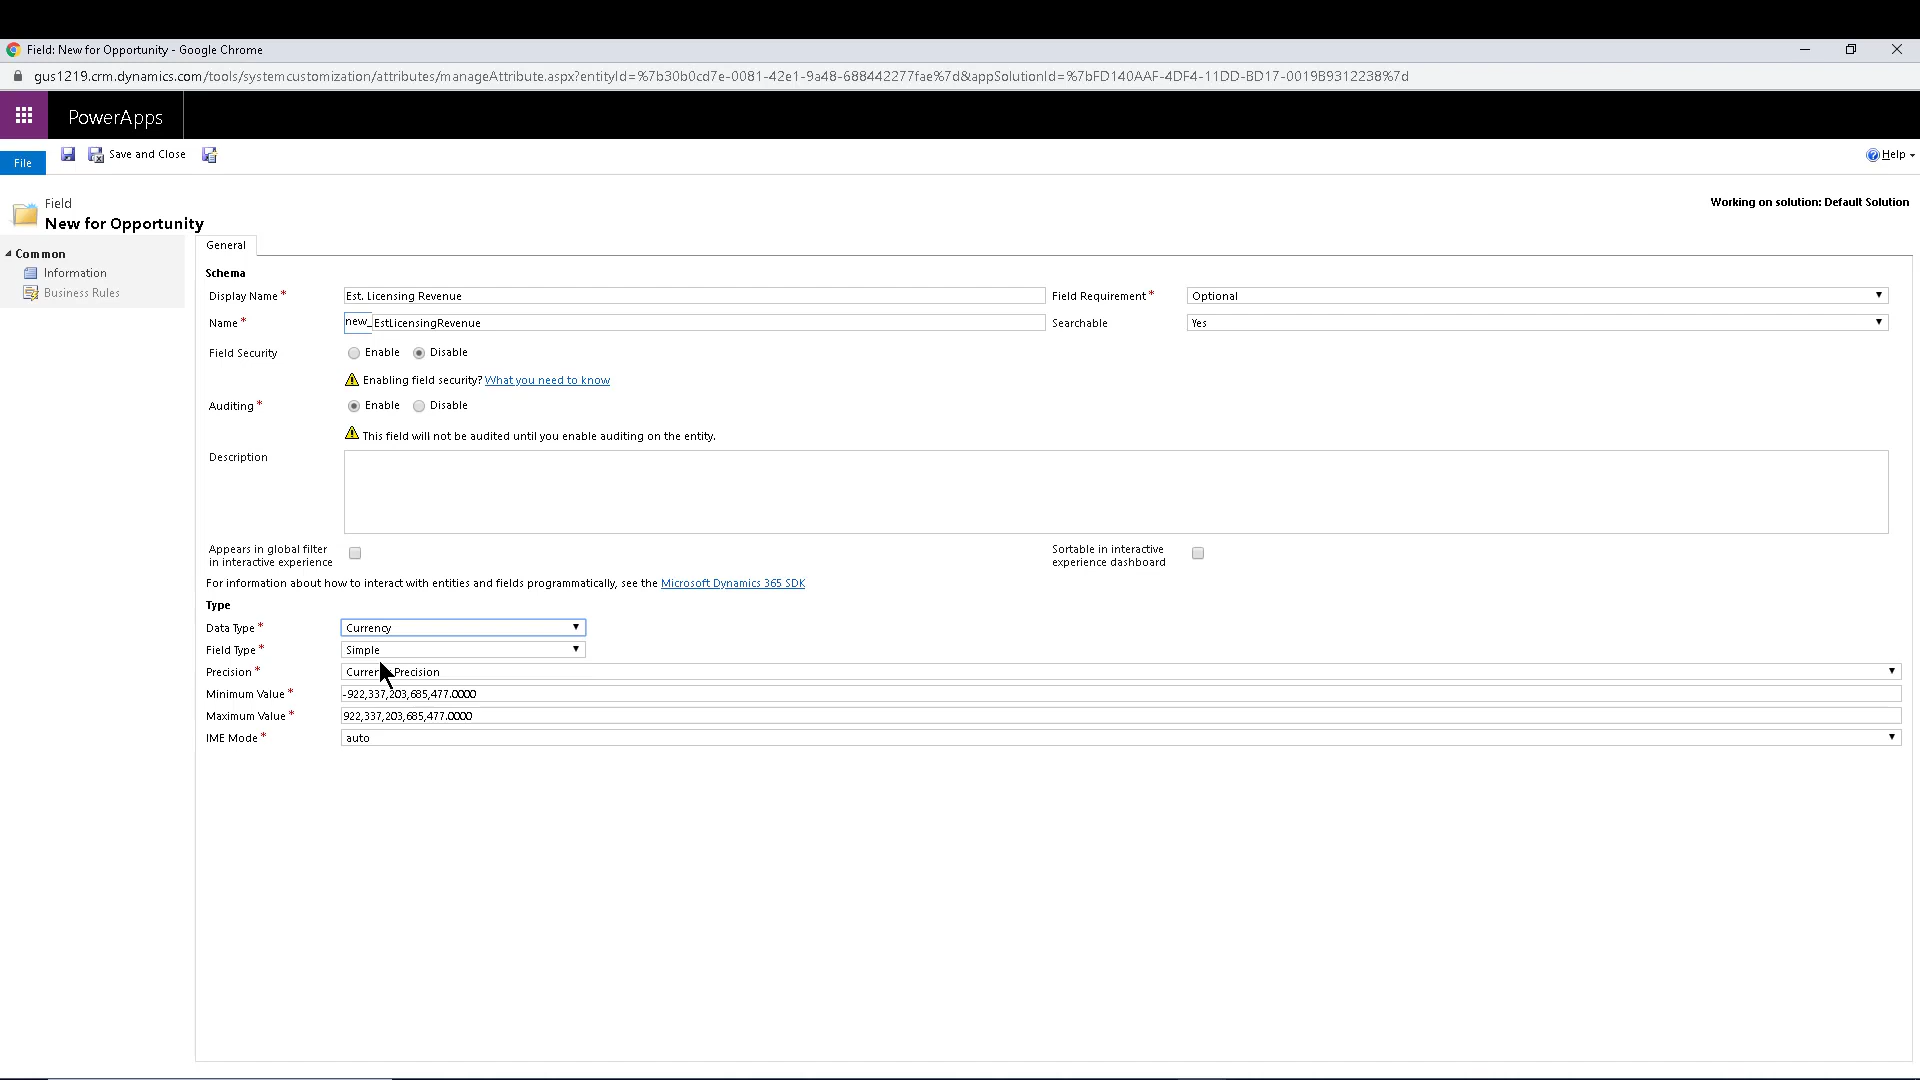 Field: New for Opportunity - Google Chrome
gus1219.crm.dynamics.com/tools/systemcustomization/attributes/manageAttribute.aspx?entityId=%7b30b0cd7e-0081-42e1-9a48-688442277fae%7d&appSolutionId=%7bFD140AAF-4DF4-11DD-BD17-0019B9312238%7d
PowerApps
File
Save and Close
Help
Field
New for Opportunity
Working on solution: Default Solution
Common
Information
Business Rules
General
Schema
Display Name * Est. Licensing Revenue
Field Requirement * Optional
Name * new_ EstLicensingRevenue
Searchable Yes
Field Security Enable Disable
Enabling field security? What you need to know
Auditing * Enable Disable
This field will not be audited until you enable auditing on the entity.
Description
Appears in global filter
in interactive experience
Sortable in interactive
experience dashboard
For information about how to interact with entities and fields programmatically, see the Microsoft Dynamics 365 SDK
Type
Data Type * Currency
Field Type * Simple
Precision * Currency Precision
Minimum Value * -922,337,203,685,477.0000
Maximum Value * 922,337,203,685,477.0000
IME Mode * auto